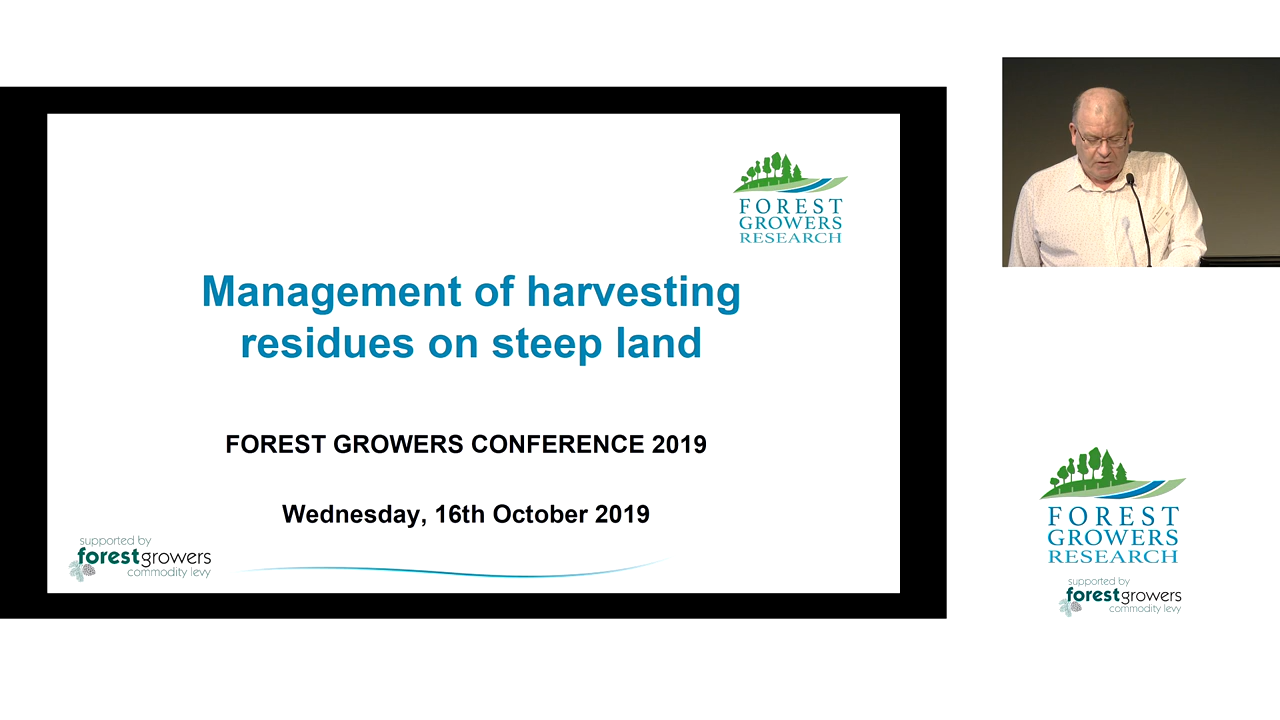 FOREST
GROWERS
RESEARCH
Management of harvesting
residues on steep land
FOREST GROWERS CONFERENCE 2019
Wednesday, 16th October 2019
supported by
forestgrowers
commodity levy
FOREST
GROWERS
RESEARCH
supported by
forestgrowers
commodity levy